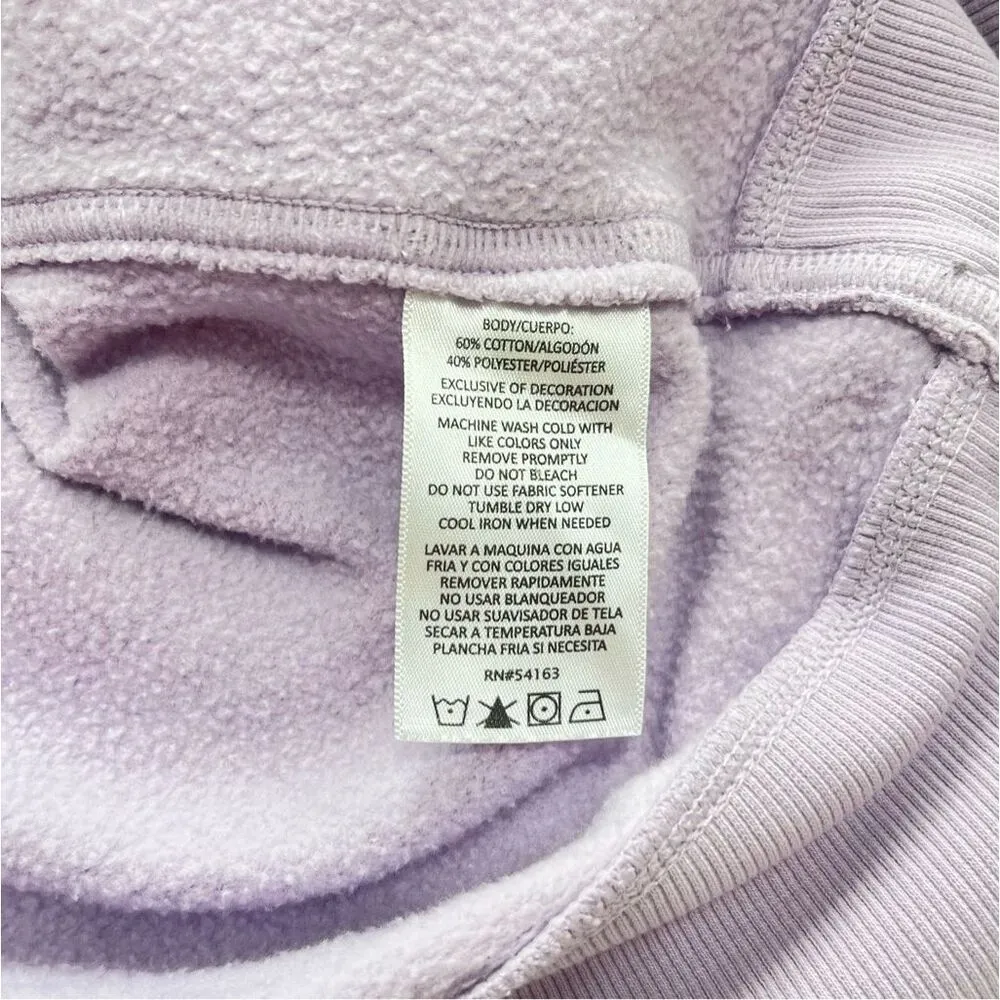 BODY/CUERPO:
60% COTTON/ALGODÓN
40% POLYESTER/POLIÉSTER
EXCLUSIVE OF DECORATION
EXCLUYENDO LA DECORACION
MACHINE WASH COLD WITH
LIKE COLORS ONLY
REMOVE PROMPTLY
DO NOT BLEACH
DO NOT USE FABRIC SOFTENER
TUMBLE DRY LOW
COOL IRON WHEN NEEDED
LAVAR A MAQUINA CON AGUA
FRIA Y CON COLORES IGUALES
REMOVER RAPIDAMENTE
NO USAR BLANQUEADOR
NO USAR SUAVISADOR DE TELA
SECAR A TEMPERATURA BAJA
PLANCHA FRIA SI NECESITA
RN#54163